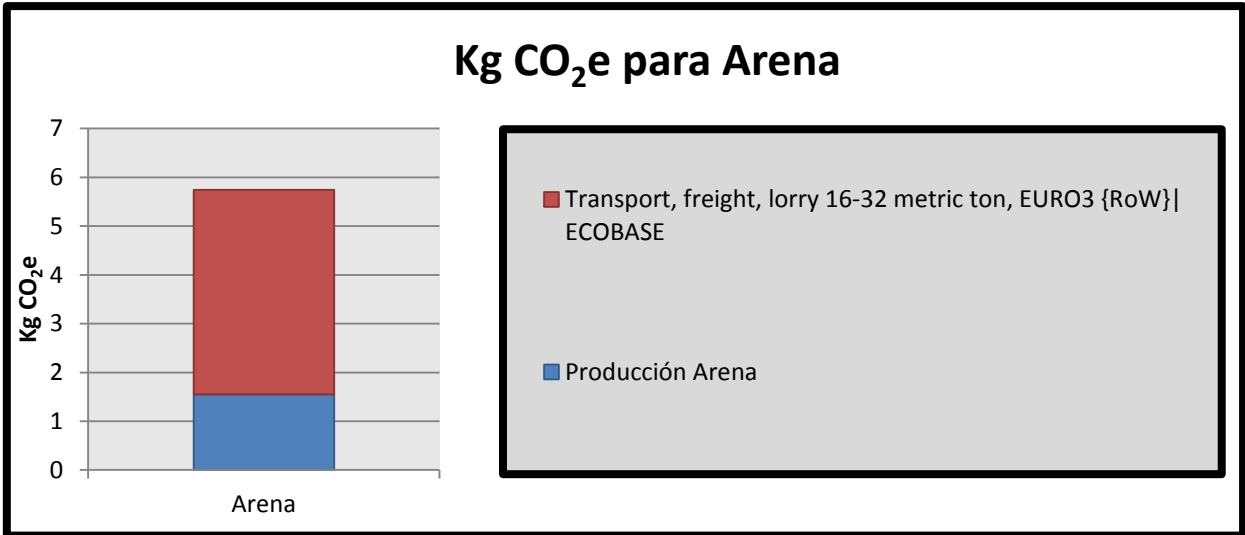 Kg CO₂e para Arena
7
6
5
4
3
2
1
0
Kg CO₂e
Arena
Transport, freight, lorry 16-32 metric ton, EURO3 {RoW}|
ECOBASE
Producción Arena